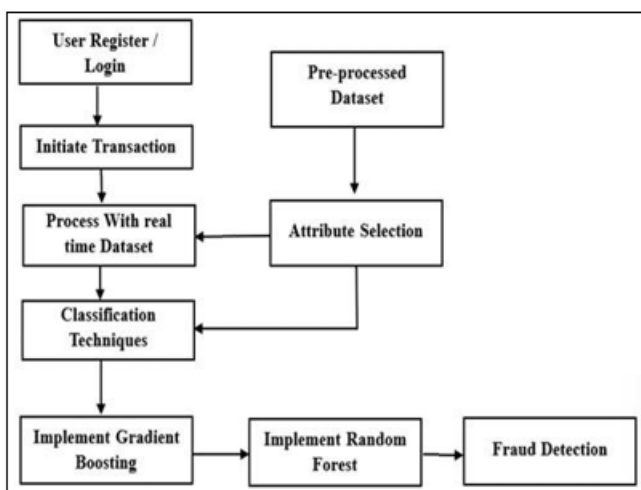 User Register /
Login
Pre-processed
Dataset
Initiate Transaction
Process With real
time Dataset
Attribute Selection
Classification
Techniques
Implement Gradient
Boosting
Implement Random
Forest
Fraud Detection